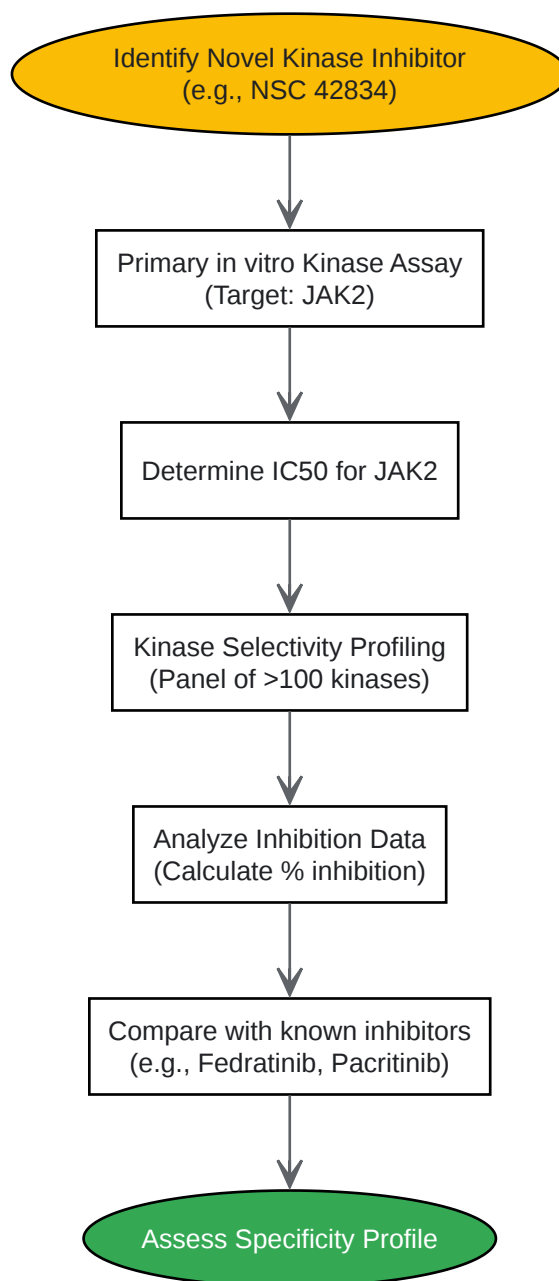 Identify Novel Kinase Inhibitor
(e.g., NSC 42834)
Primary in vitro Kinase Assay
(Target: JAK2)
Determine IC50 for JAK2
Kinase Selectivity Profiling
(Panel of >100 kinases)
Analyze Inhibition Data
(Calculate % inhibition)
Compare with known inhibitors
(e.g., Fedratinib, Pacritinib)
Assess Specificity Profile